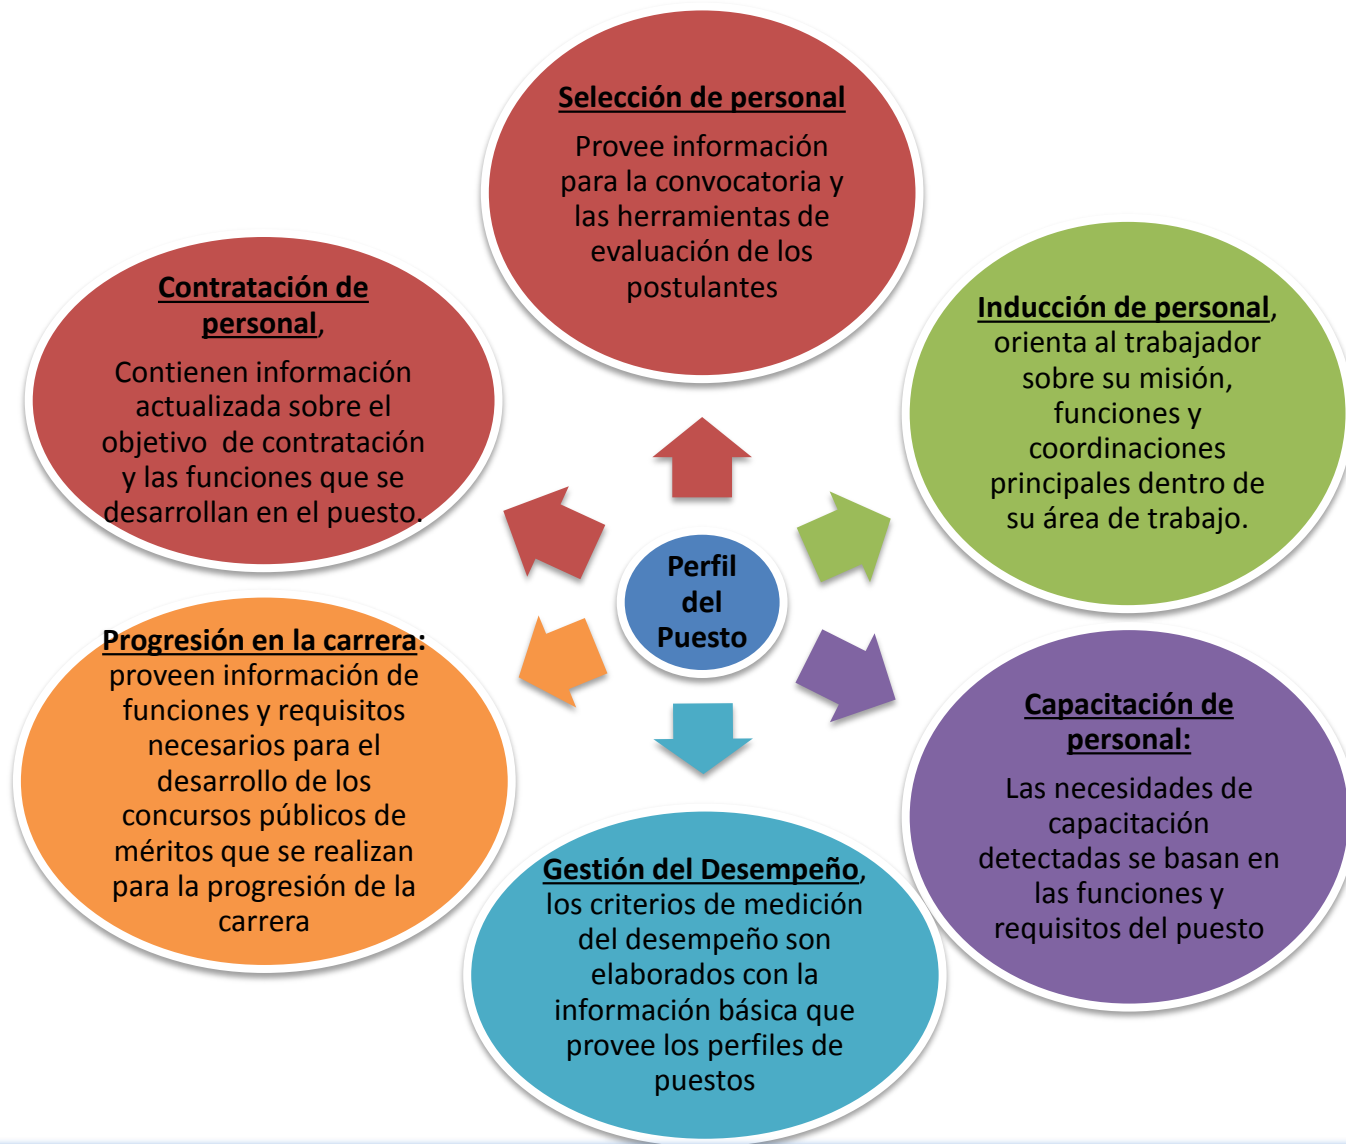 Selección de personal
Provee información
para la convocatoria y
las herramientas de
evaluación de los
postulantes
Inducción de personal,
orienta al trabajador
sobre su misión,
funciones y
coordinaciones
principales dentro de
su área de trabajo.
Capacitación de
personal:
Las necesidades de
capacitación
detectadas se basan en
las funciones y
requisitos del puesto
Gestión del Desempeño,
los criterios de medición
del desempeño son
elaborados con la
información básica que
provee los perfiles de
puestos
Progresión en la carrera:
proveen información de
funciones y requisitos
necesarios para el
desarrollo de los
concursos públicos de
méritos que se realizan
para la progresión de la
carrera
Contratación de
personal,
Contienen información
actualizada sobre el
objetivo  de contratación
y las funciones que se
desarrollan en el puesto.
Perfil
del
Puesto